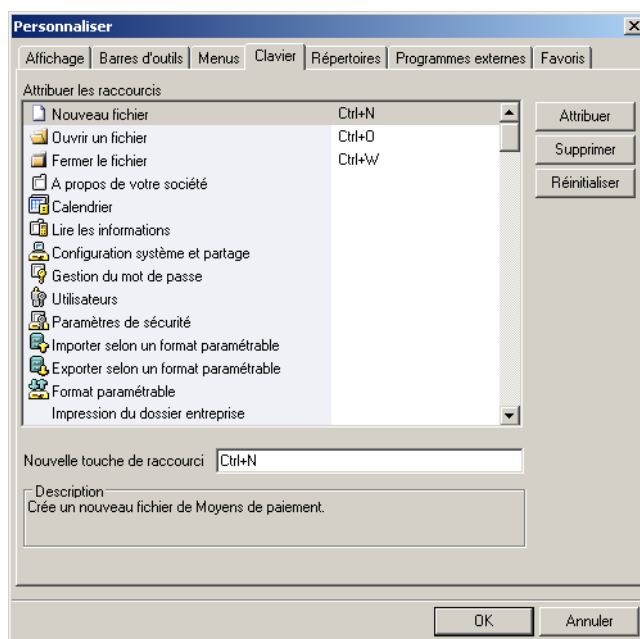 Personnaliser
Affichage Barres d'outils Menus Clavier Répertoires Programmes externes Favoris
Attribuer les raccourcis
Nouveau fichier Ctrl+N
Ouvrir un fichier Ctrl+O
Fermer le fichier Ctrl+W
A propos de votre société
Calendrier
Lire les informations
Configuration système et partage
Gestion du mot de passe
Utilisateurs
Paramètres de sécurité
Importer selon un format paramétrable
Exporter selon un format paramétrable
Format paramétrable
Impression du dossier entreprise
Attribuer
Supprimer
Réinitialiser
Nouvelle touche de raccourci Ctrl+N
Description
Crée un nouveau fichier de Moyens de paiement.
OK Annuler